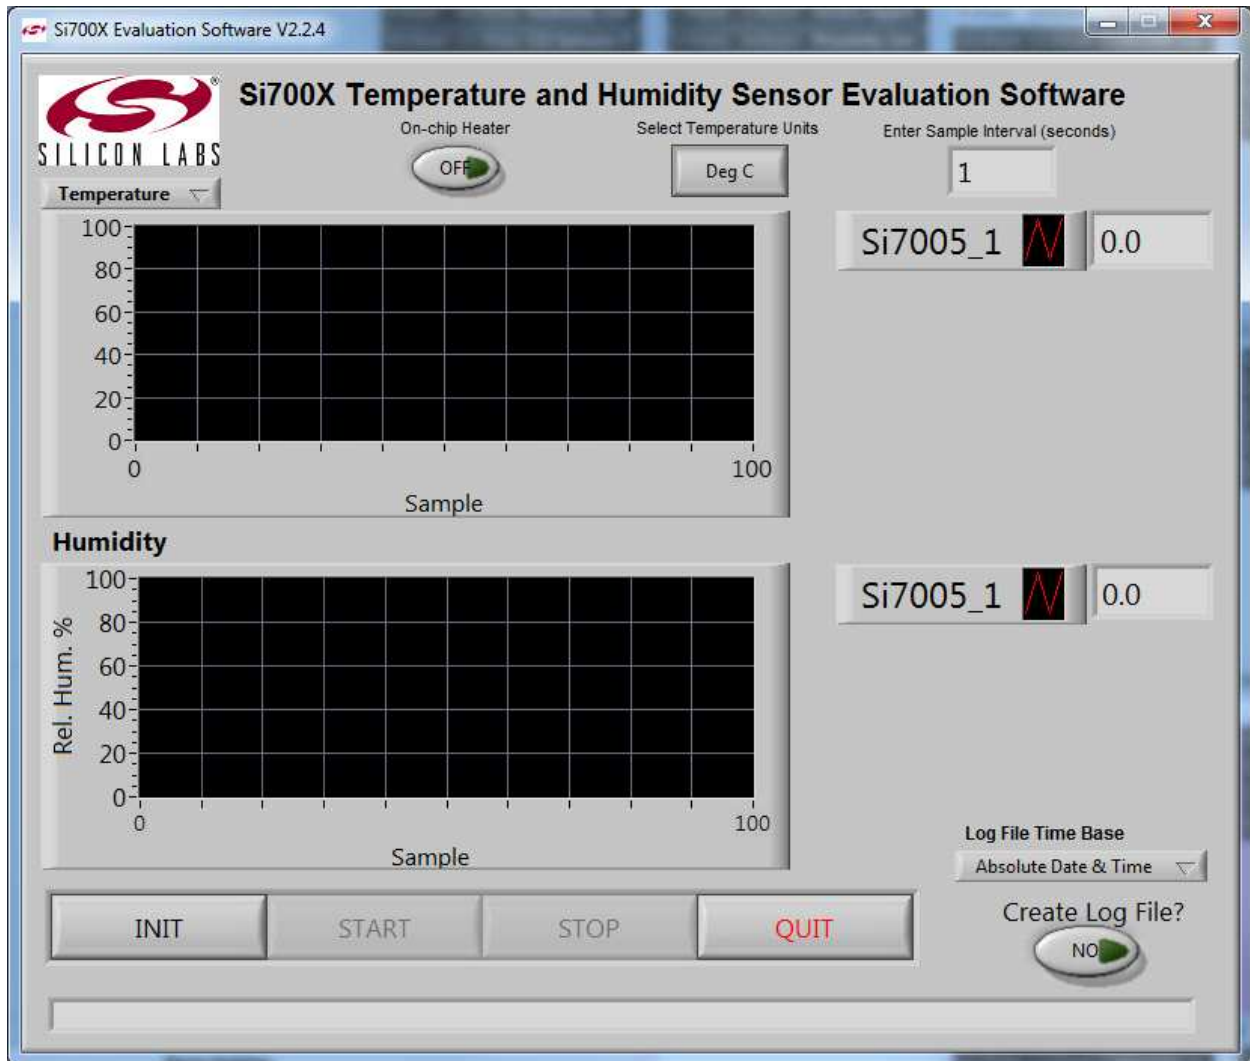 Si700X Evaluation Software V2.2.4
SILICON LABS
®
Si700X Temperature and Humidity Sensor Evaluation Software
On-chip Heater
OFF
Select Temperature Units
Deg C
Enter Sample Interval (seconds)
1
Temperature
100
80
60
40
20
0
0 100
Sample
Si7005_1 0.0
Humidity
Rel. Hum. %
100
80
60
40
20
0
0 100
Sample
Si7005_1 0.0
Log File Time Base
Absolute Date & Time
Create Log File?
NO
INIT START STOP QUIT